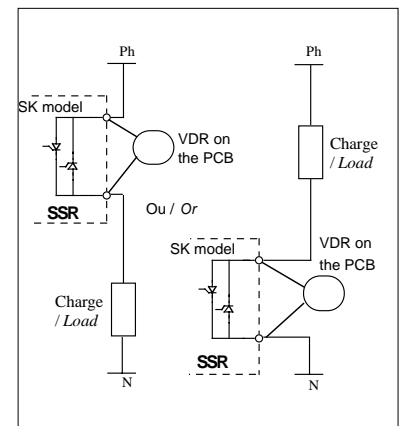 Ph
SK model
VDR on
the PCB
SSR
Ou / Or
Charge
/ Load
N
Ph
Charge
/ Load
SK model
VDR on
the PCB
SSR
N